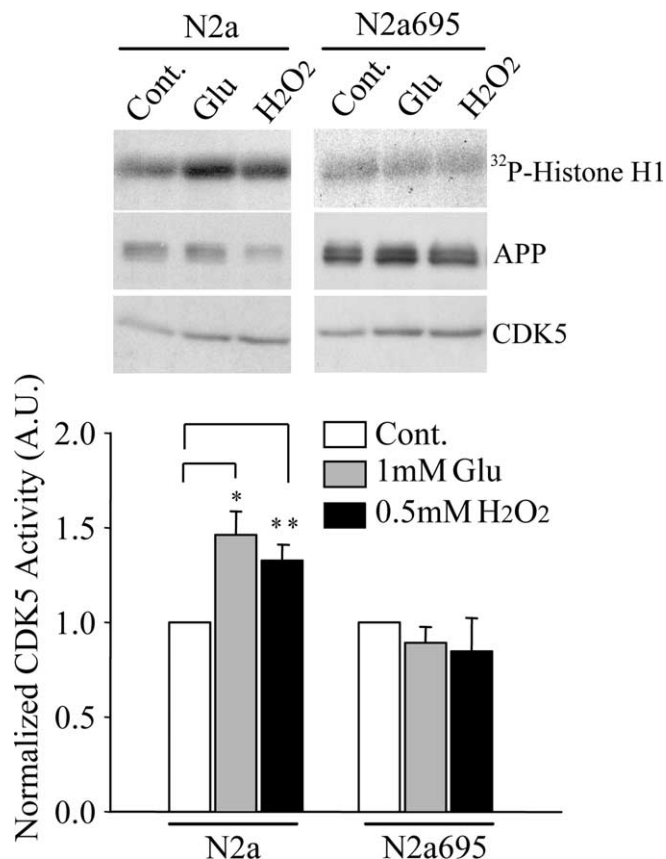 N2a N2a695
Cont. Glu H2O2 Cont. Glu H2O2
32P-Histone H1
APP
CDK5
Normalized CDK5 Activity (A.U.)
2.0
1.5
1.0
0.5
0.0
Cont.
1mM Glu
0.5mM H2O2
*
**
N2a N2a695